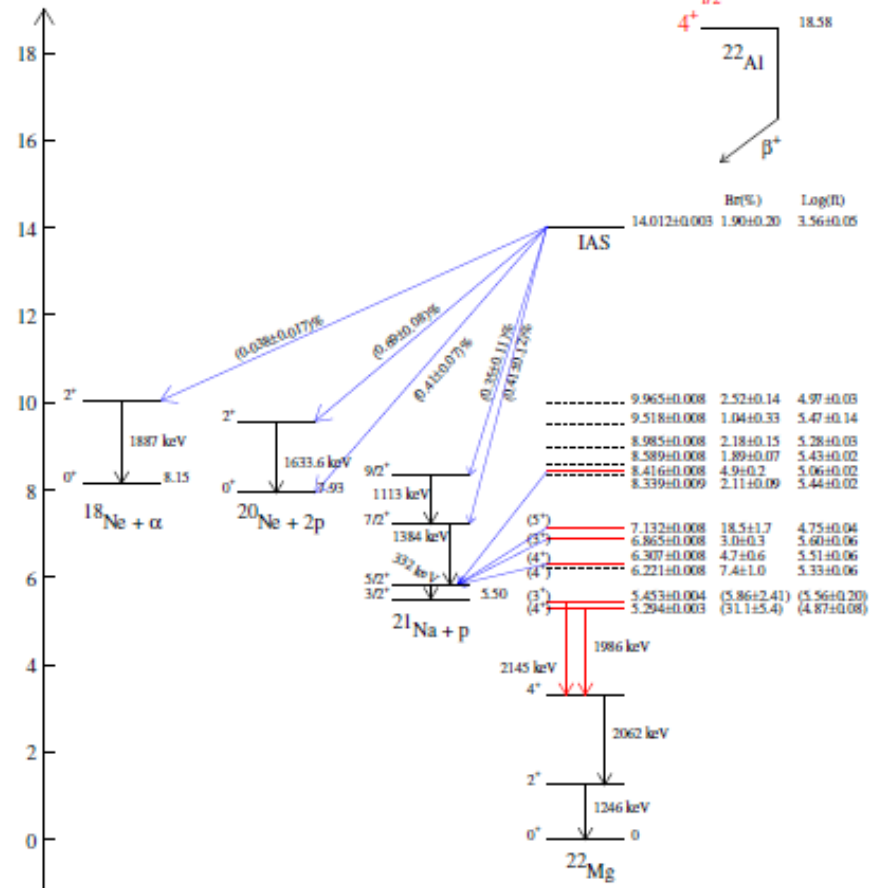 4⁺
18.58
²²Al
β⁺
Br(%) Log(ft)
14.012±0.003 1.90±0.20 3.56±0.05
IAS
(0.038±0.017)%
(0.69±0.08)%
(0.41±0.07)%
(0.35±0.11)%
(0.41±0.12)%
9.965±0.008 2.52±0.14 4.97±0.03
9.518±0.008 1.04±0.33 5.47±0.14
8.985±0.008 2.18±0.15 5.28±0.03
8.589±0.008 1.89±0.07 5.43±0.02
8.416±0.008 4.9±0.2 5.06±0.02
8.339±0.009 2.11±0.09 5.44±0.02
(5⁺) 7.132±0.008 18.5±1.7 4.75±0.04
(3⁺) 6.865±0.008 3.0±0.3 5.60±0.06
(4⁺) 6.307±0.008 4.7±0.6 5.51±0.06
(4⁺) 6.221±0.008 7.4±1.0 5.33±0.06
(3⁺) 5.453±0.004 (5.86±2.41) (5.56±0.20)
(4⁺) 5.294±0.003 (31.1±5.4) (4.87±0.08)
2⁺
1887 keV
0⁺ 8.15
¹⁸Ne + α
2⁺
1633.6 keV
0⁺ 7.93
²⁰Ne + 2p
9/2⁺
1113 keV
7/2⁺
1384 keV
332 keV
5/2⁺
3/2⁺ 5.50
²¹Na + p
1986 keV
2145 keV
4⁺
2062 keV
2⁺
1246 keV
0⁺ 0
²²Mg
18
16
14
12
10
8
6
4
2
0